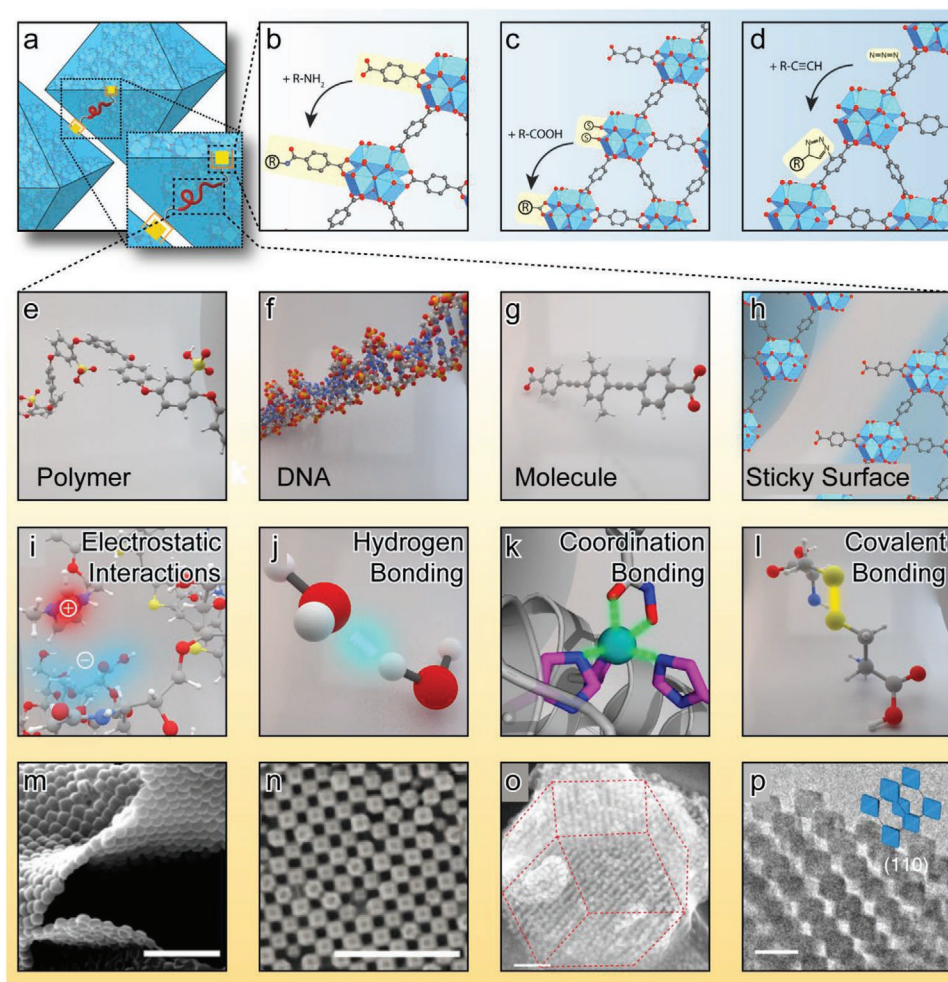 a
b
+ R-NH₂
R
c
+ R-COOH
S
S
R
d
N=N=N
+ R-C≡CH
N
N
N
R
e
Polymer
f
DNA
g
Molecule
h
Sticky Surface
i
Electrostatic
Interactions
+
−
j
Hydrogen
Bonding
k
Coordination
Bonding
l
Covalent
Bonding
m
n
o
p
(110)